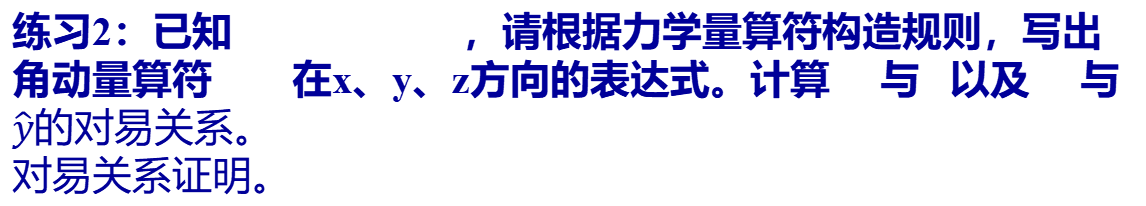 练习2：已知 ，请根据力学量算符构造规则，写出
角动量算符 在x、y、z方向的表达式。计算 与 以及 与
ŷ的对易关系。
对易关系证明。